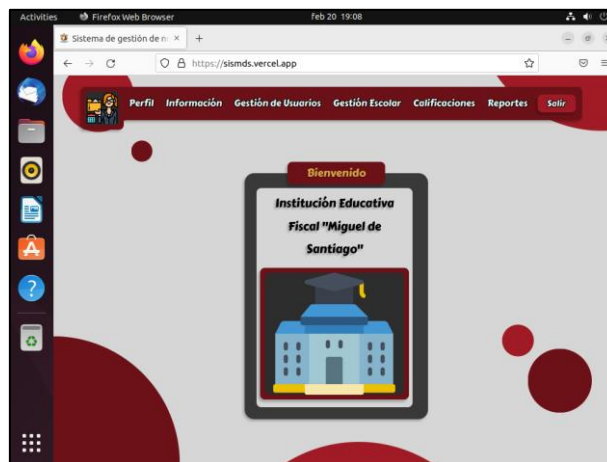 Activities Firefox Web Browser Feb 20 19:08
Sistema de gestión de n
https://sismds.vercel.app
Perfil Información Gestión de Usuarios Gestión Escolar Calificaciones Reportes Salir
Bienvenido
Institución Educativa
Fiscal "Miguel de
Santiago"